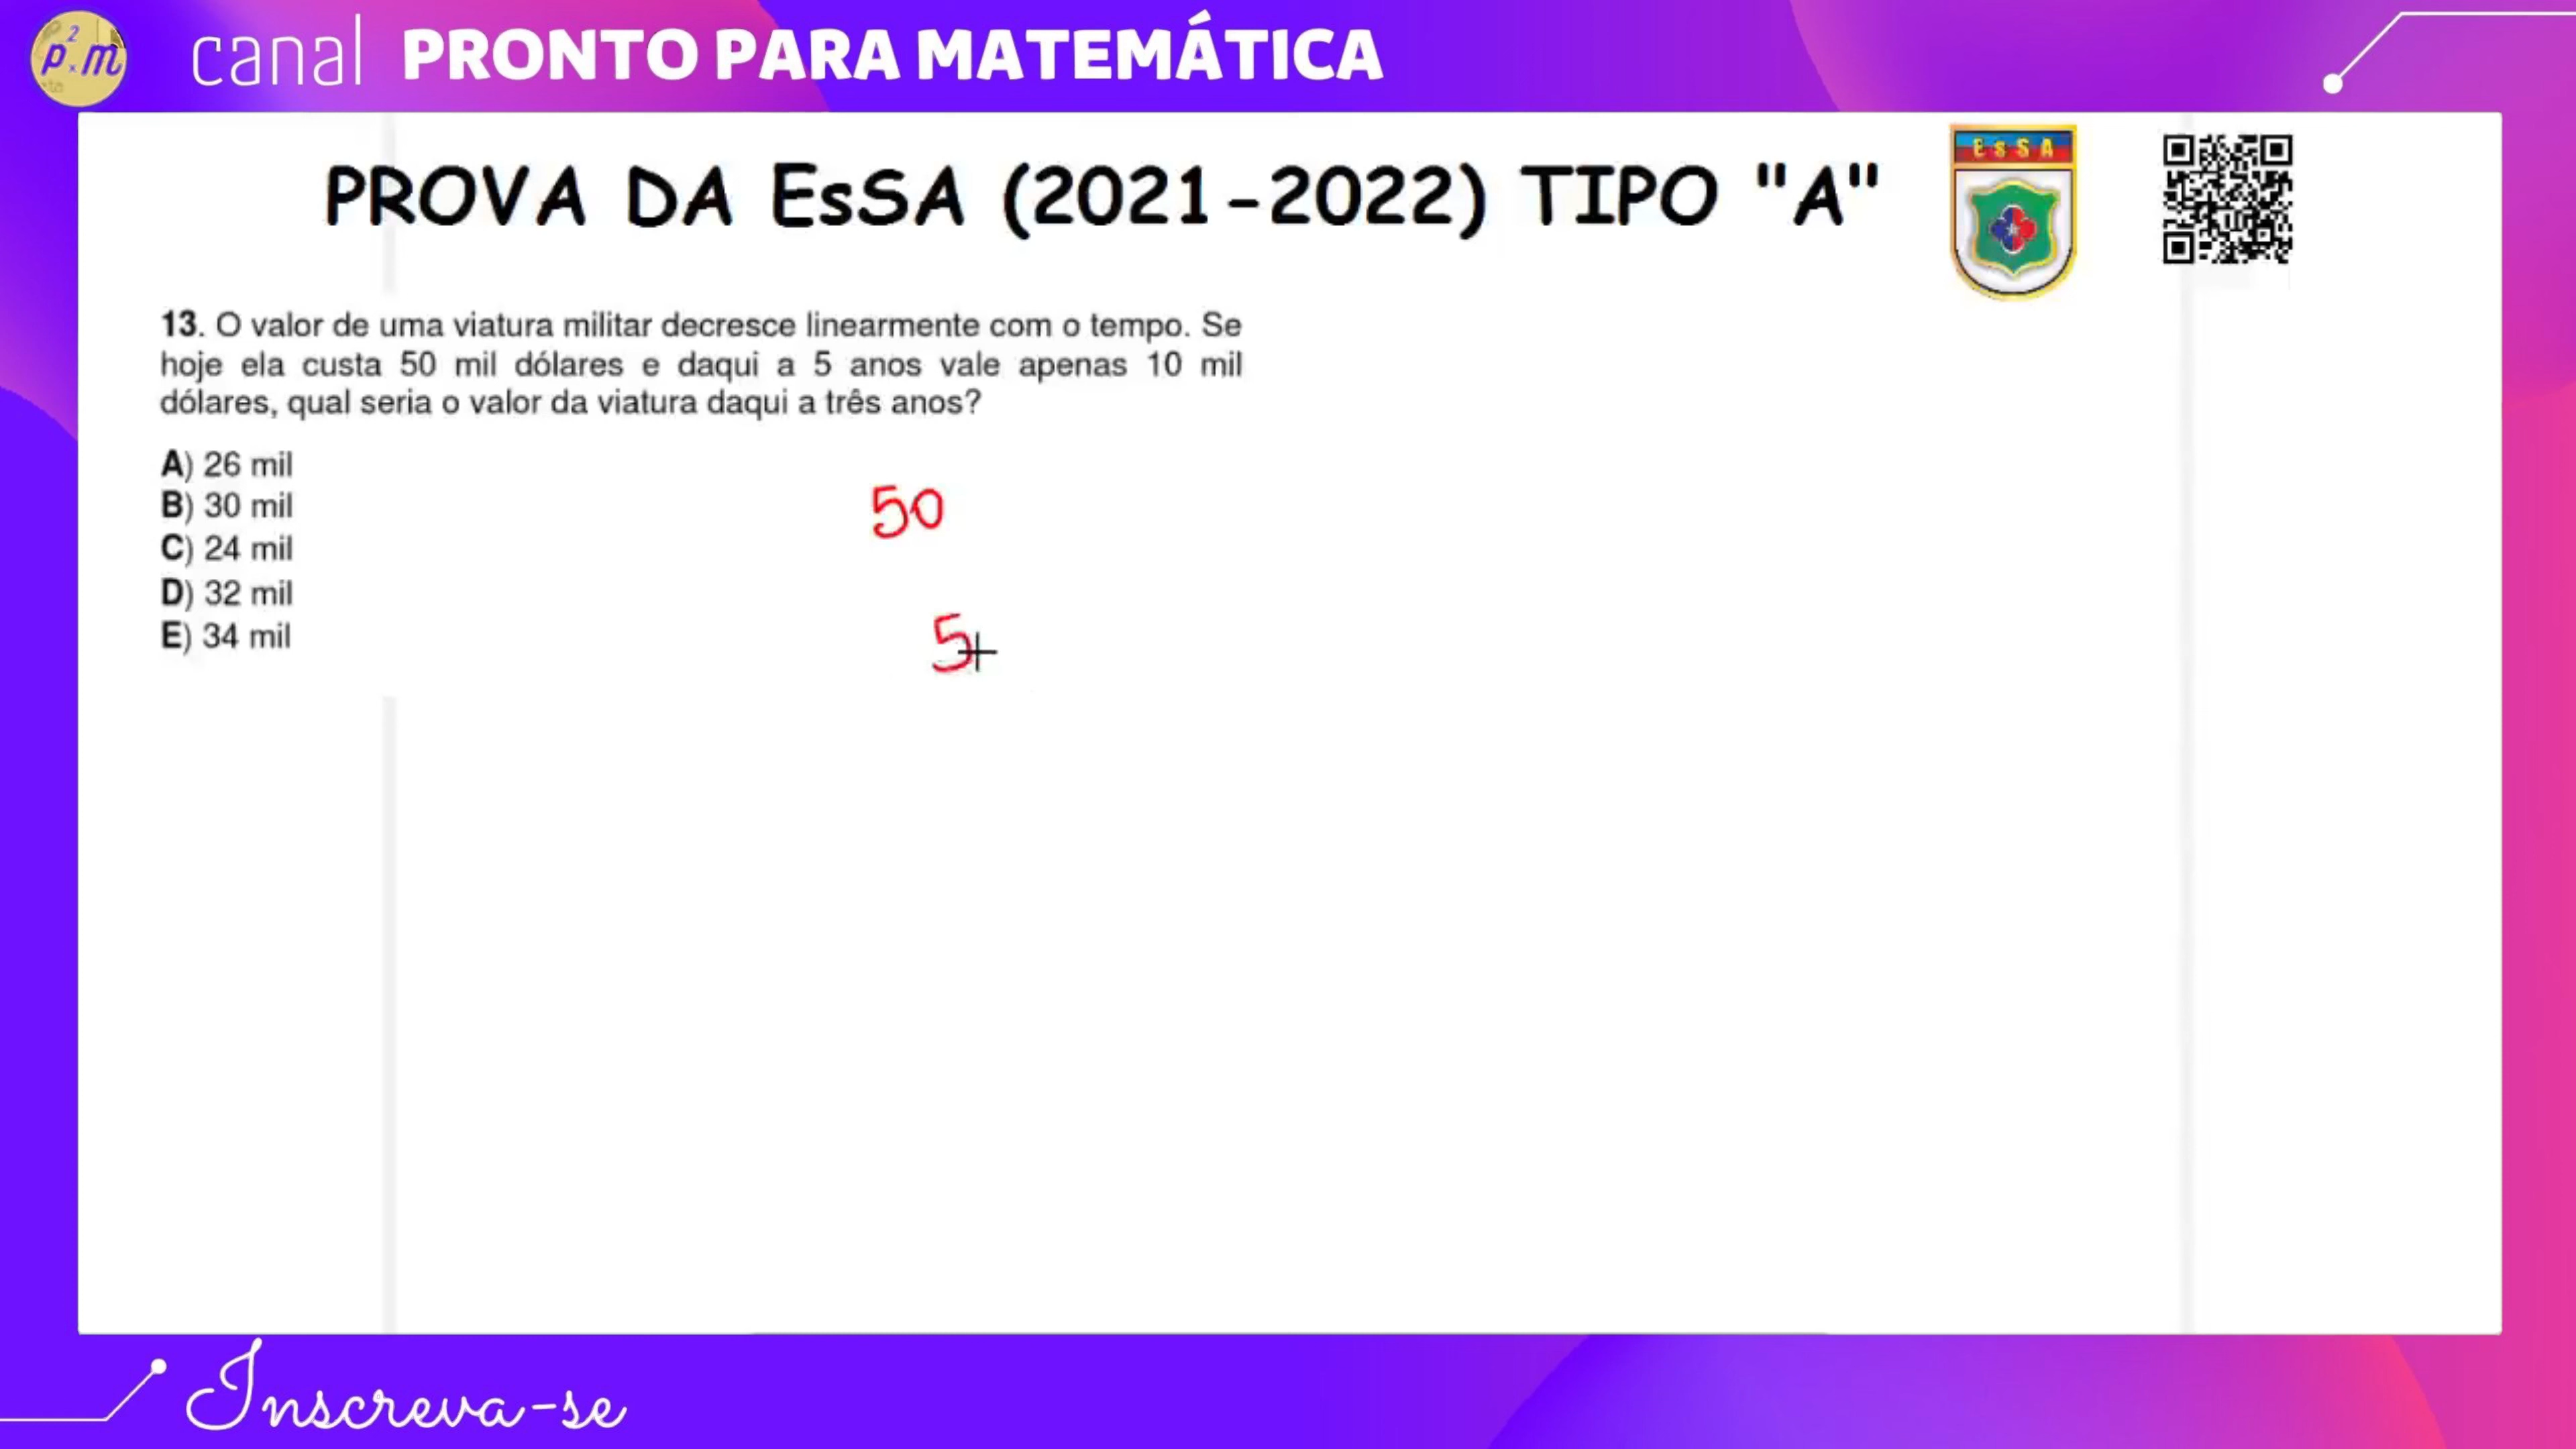 p²×m
canal PRONTO PARA MATEMÁTICA
PROVA DA EsSA (2021-2022) TIPO "A"
EsSA
13. O valor de uma viatura militar decresce linearmente com o tempo. Se
hoje ela custa 50 mil dólares e daqui a 5 anos vale apenas 10 mil
dólares, qual seria o valor da viatura daqui a três anos?
A) 26 mil
B) 30 mil
C) 24 mil
D) 32 mil
E) 34 mil
50
5
Inscreva-se